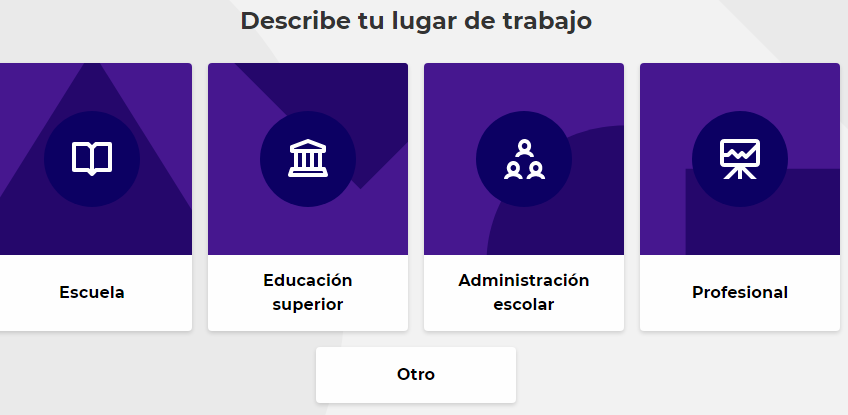 Describe tu lugar de trabajo
Escuela
Educación
superior
Administración
escolar
Profesional
Otro